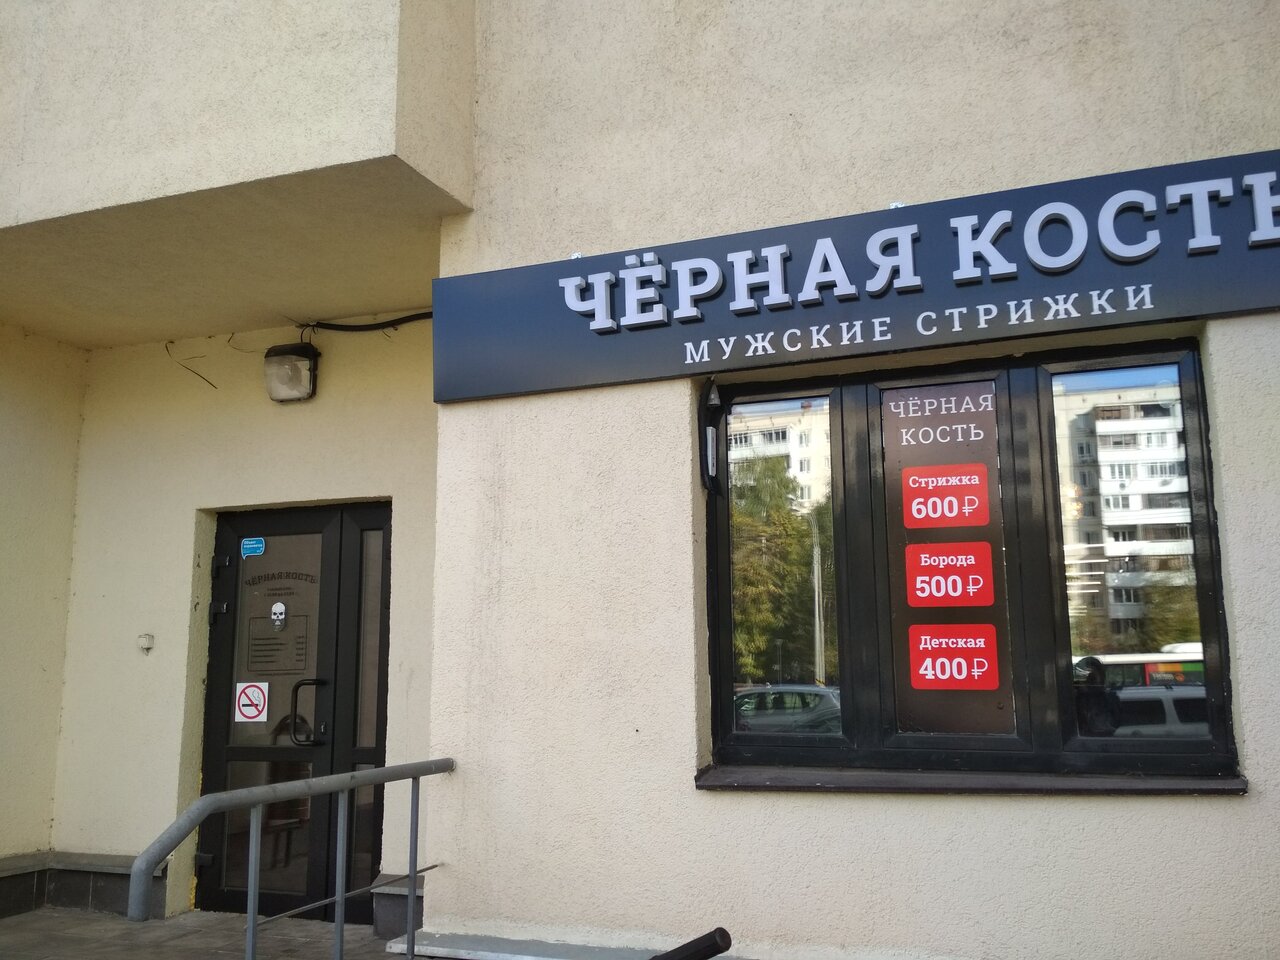 ЧЁРНАЯ КОСТЬ
МУЖСКИЕ СТРИЖКИ
ЧЁРНАЯ
КОСТЬ
Стрижка
600₽
Борода
500₽
Детская
400₽
ЧЁРНАЯ КОСТЬ